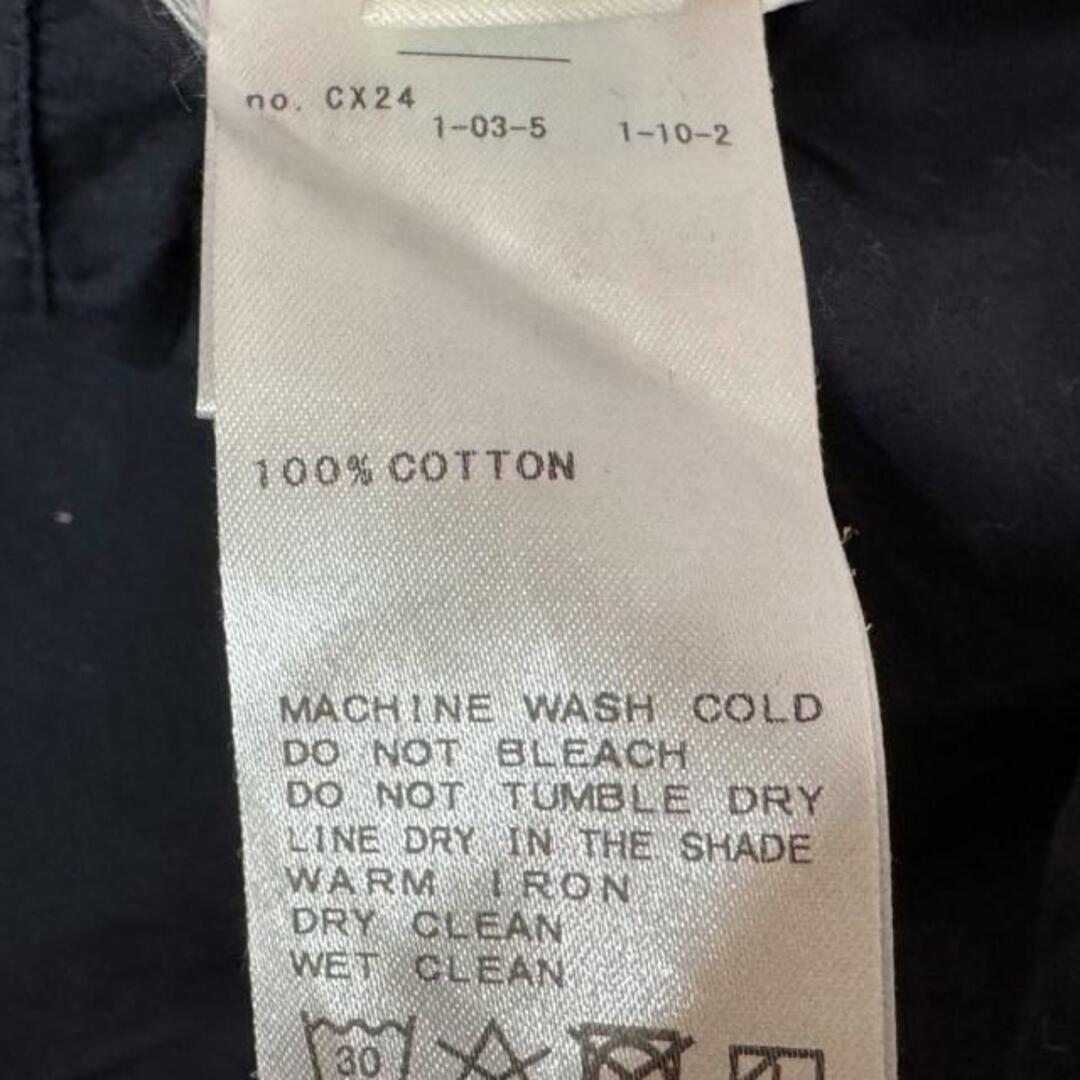 no. CX24
1-03-5 1-10-2
100% COTTON
MACHINE WASH COLD
DO NOT BLEACH
DO NOT TUMBLE DRY
LINE DRY IN THE SHADE
WARM IRON
DRY CLEAN
WET CLEAN
30